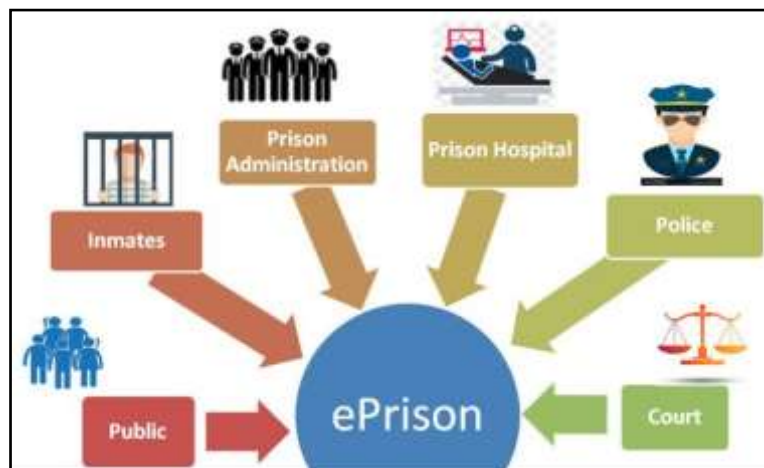 Prison
Administration
Prison Hospital
Inmates
Police
Public
ePrison
Court